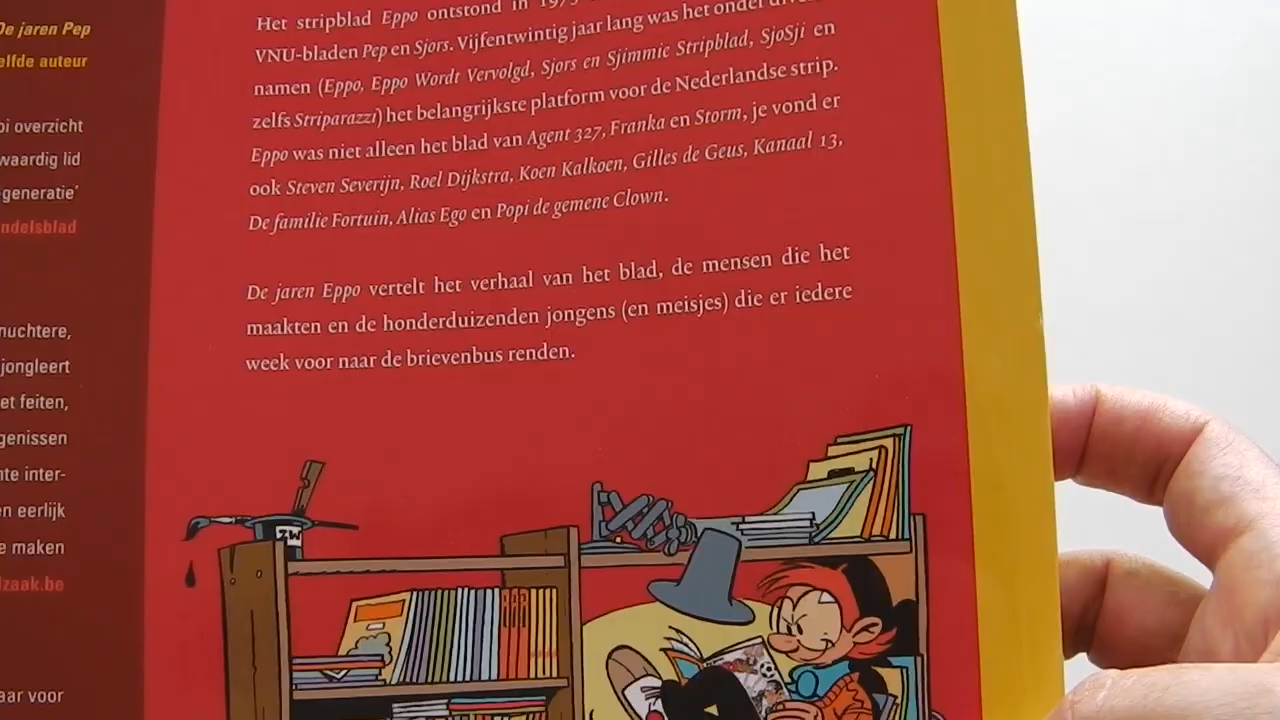 De jaren Pep
elfde auteur
overzicht
waardig lid
generatie'
ndelsblad
nuchtere,
jongleert
et feiten,
genissen
inter-
eerlijk
maken
zaak.be
voor
Het stripblad Eppo ontstond in
VNU-bladen Pep en Sjors. Vijfentwintig jaar lang was het onder
namen (Eppo, Eppo Wordt Vervolgd, Sjors en Sjimmie Stripblad, SjoSji en
zelfs Striparazzi) het belangrijkste platform voor de Nederlandse strip.
Eppo was niet alleen het blad van Agent 327, Franka en Storm, je vond er
ook Steven Severijn, Roel Dijkstra, Koen Kalkoen, Gilles de Geus, Kanaal 13,
De familie Fortuin, Alias Ego en Popi de gemene Clown.
De jaren Eppo vertelt het verhaal van het blad, de mensen die het
maakten en de honderduizenden jongens (en meisjes) die er iedere
week voor naar de brievenbus renden.
ZW